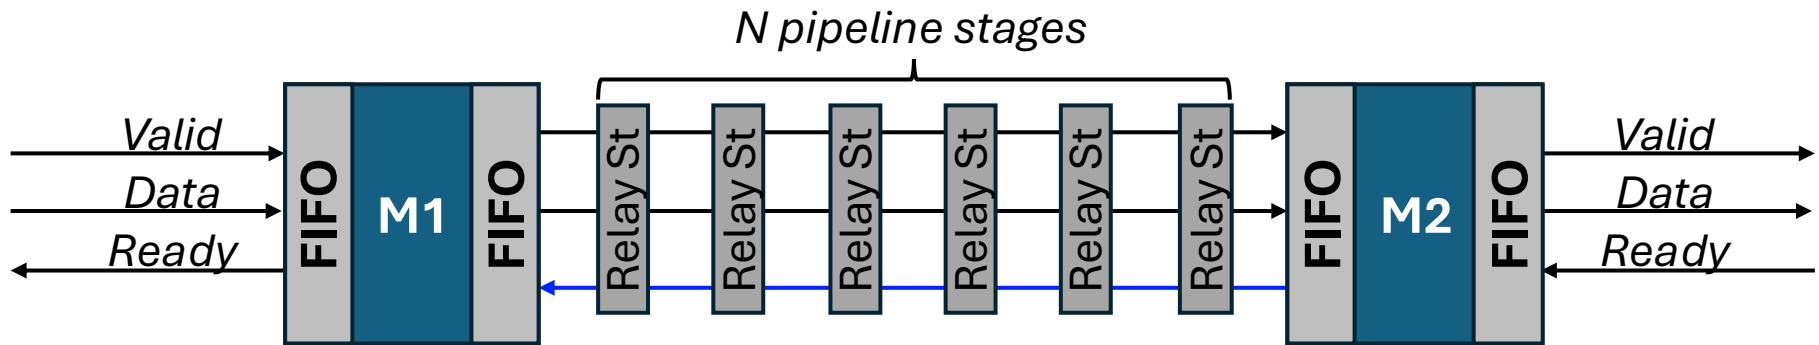 N pipeline stages
Valid
Data
Ready
FIFO
M1
FIFO
Relay St
Relay St
Relay St
Relay St
Relay St
Relay St
FIFO
M2
FIFO
Valid
Data
Ready